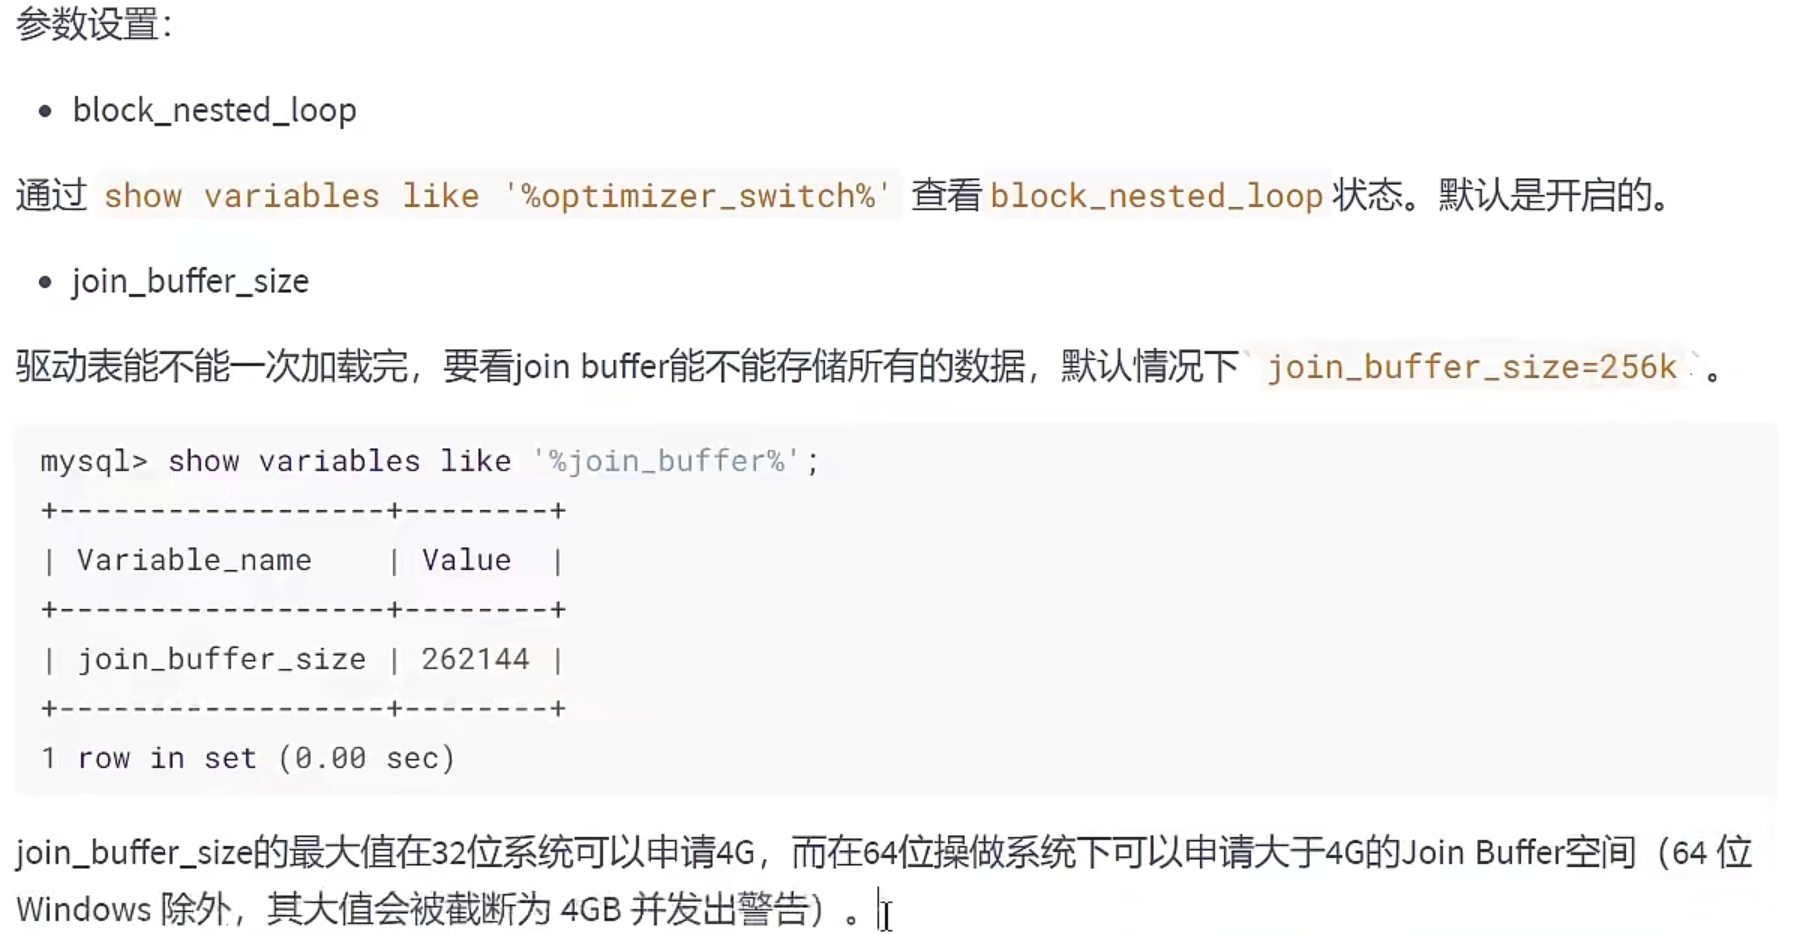 参数设置：
• block_nested_loop
通过 show variables like '%optimizer_switch%' 查看 block_nested_loop 状态。默认是开启的。
• join_buffer_size
驱动表能不能一次加载完，要看join buffer能不能存储所有的数据，默认情况下` join_buffer_size=256k `。
mysql> show variables like '%join_buffer%';
+------------------+--------+
| Variable_name    | Value  |
+------------------+--------+
| join_buffer_size | 262144 |
+------------------+--------+
1 row in set (0.00 sec)
join_buffer_size的最大值在32位系统可以申请4G，而在64位操做系统下可以申请大于4G的Join Buffer空间（64 位
Windows 除外，其大值会被截断为 4GB 并发出警告）。